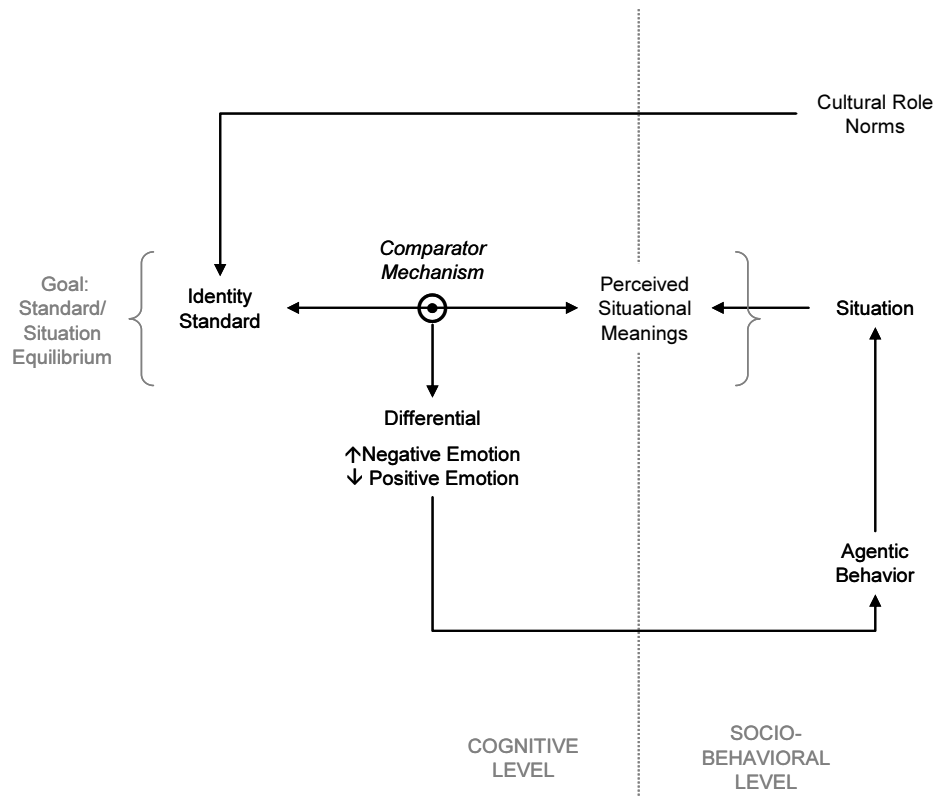 Cultural Role
Norms
Comparator
Mechanism
Goal:
Standard/
Situation
Equilibrium
Identity
Standard
Perceived
Situational
Meanings
Situation
Differential
↑Negative Emotion
↓ Positive Emotion
Agentic
Behavior
COGNITIVE
LEVEL
SOCIO-
BEHAVIORAL
LEVEL